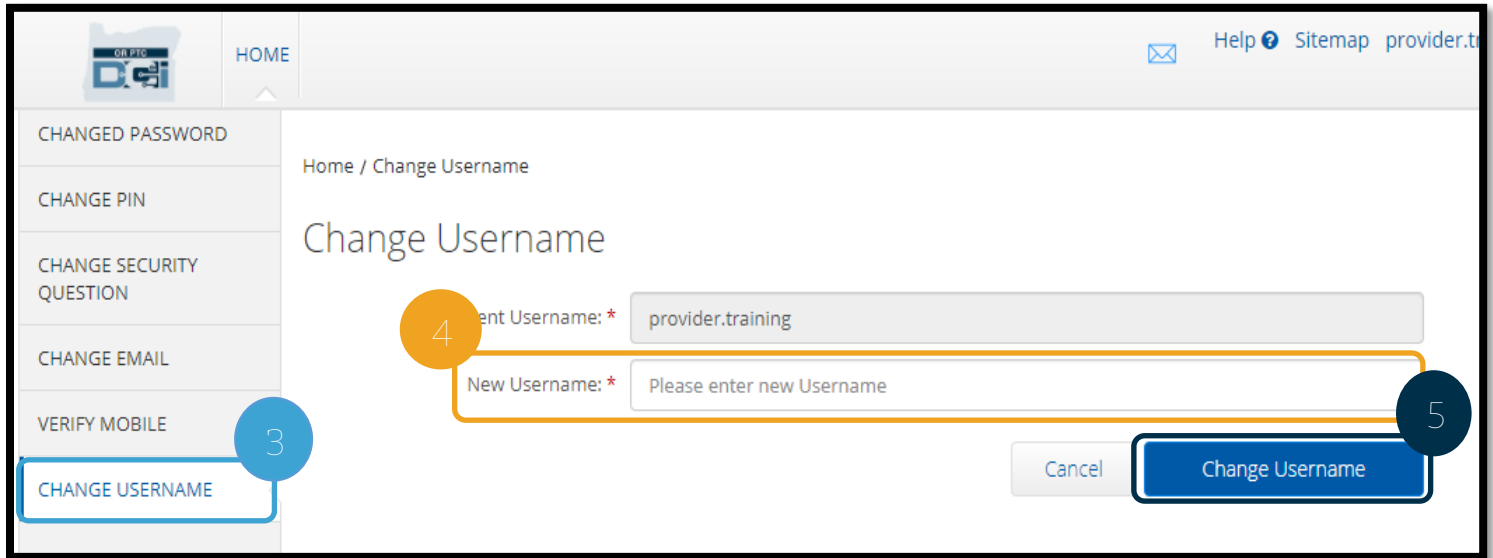 OR PTC
DCi
HOME
Help ? Sitemap
CHANGED PASSWORD
CHANGE PIN
CHANGE SECURITY
QUESTION
CHANGE EMAIL
VERIFY MOBILE
3
CHANGE USERNAME
Home / Change Username
Change Username
4
Username: * provider.training
New Username: * Please enter new Username
5
Cancel Change Username